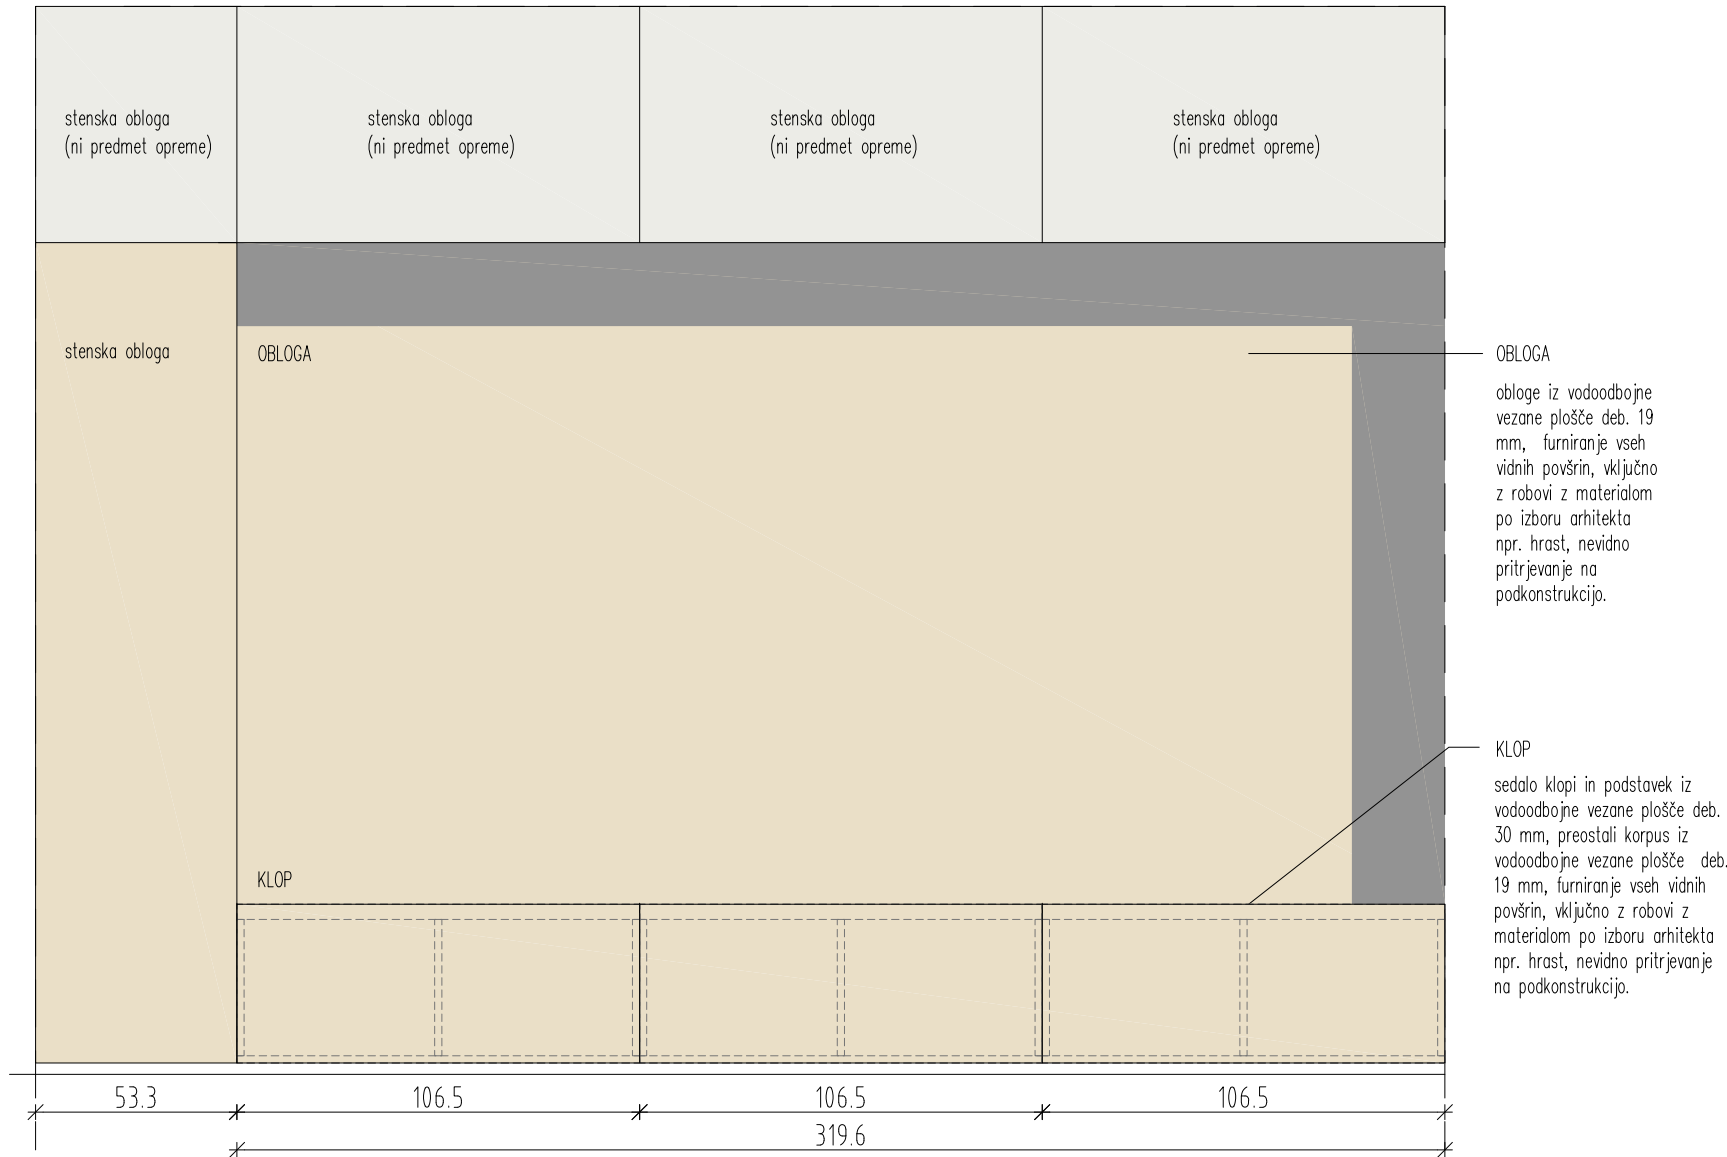 stenska obloga
(ni predmet opreme)
stenska obloga
(ni predmet opreme)
stenska obloga
(ni predmet opreme)
stenska obloga
(ni predmet opreme)
stenska obloga
OBLOGA
OBLOGA
obloge iz vodoodbojne
vezane plošče deb. 19
mm, furniranje vseh
vidnih povšrin, vključno
z robovi z materialom
po izboru arhitekta
npr. hrast, nevidno
pritrjevanje na
podkonstrukcijo.
KLOP
KLOP
sedalo klopi in podstavek iz
vodoodbojne vezane plošče deb.
30 mm, preostali korpus iz
vodoodbojne vezane plošče deb.
19 mm, furniranje vseh vidnih
povšrin, vključno z robovi z
materialom po izboru arhitekta
npr. hrast, nevidno pritrjevanje
na podkonstrukcijo.
53.3
106.5
106.5
106.5
319.6